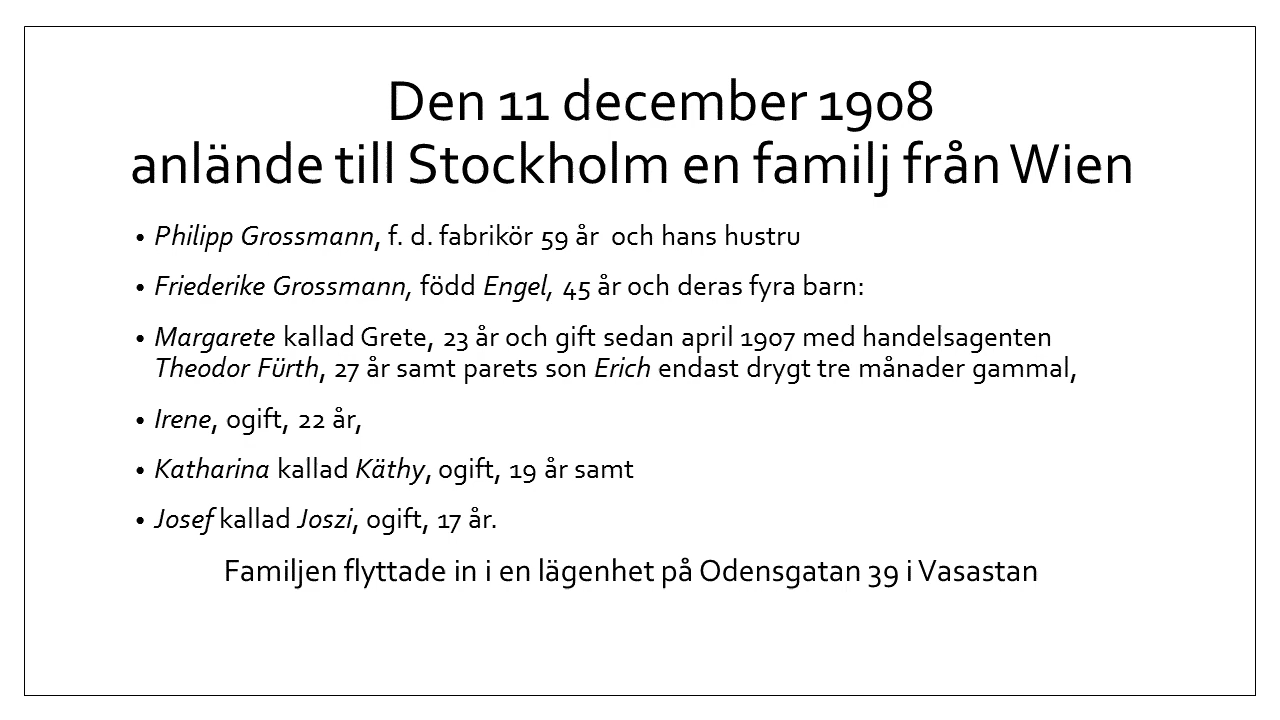 Den 11 december 1908
anlände till Stockholm en familj från Wien
• Philipp Grossmann, f. d. fabrikör 59 år  och hans hustru
• Friederike Grossmann, född Engel, 45 år och deras fyra barn:
• Margarete kallad Grete, 23 år och gift sedan april 1907 med handelsagenten
Theodor Fürth, 27 år samt parets son Erich endast drygt tre månader gammal,
• Irene, ogift, 22 år,
• Katharina kallad Käthy, ogift, 19 år samt
• Josef kallad Joszi, ogift, 17 år.
Familjen flyttade in i en lägenhet på Odensgatan 39 i Vasastan